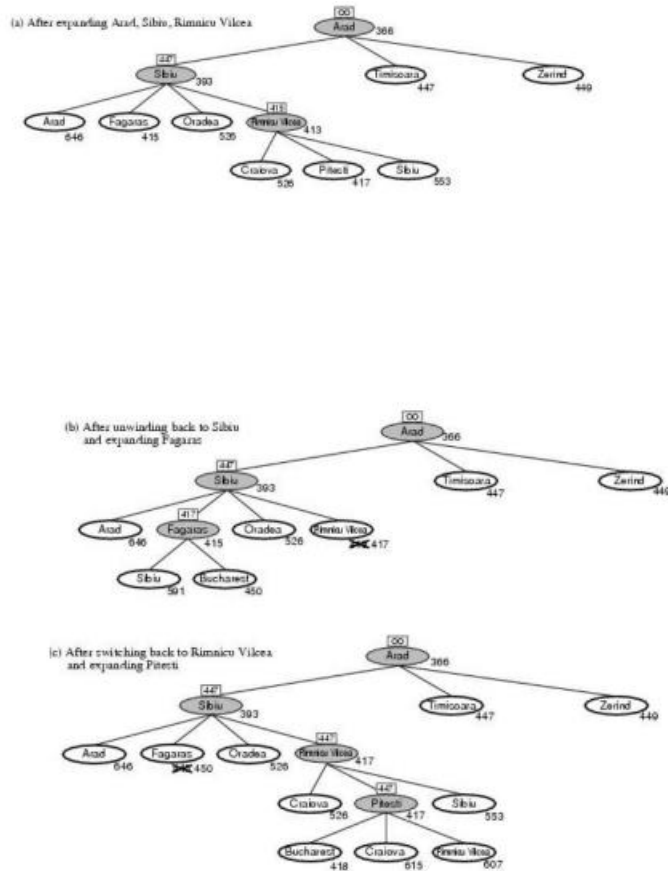 (a) After expanding Arad, Sibiu, Rimnicu Vilcea
∞
Arad 366
447
Sibiu 393
Timisoara 447
Zerind 449
415
Arad 646
Fagaras 415
Oradea 526
Rimnicu Vilcea 413
Craiova 526
Pitesti 417
Sibiu 553
(b) After unwinding back to Sibiu
and expanding Fagaras
∞
Arad 366
447
Sibiu 393
Timisoara 447
Zerind 449
417
Arad 646
Fagaras 415
Oradea 526
Rimnicu Vilcea 417
Sibiu 591
Bucharest 450
(c) After switching back to Rimnicu Vilcea
and expanding Pitesti
∞
Arad 366
447
Sibiu 393
Timisoara 447
Zerind 449
447
Arad 646
Fagaras 450
Oradea 526
Rimnicu Vilcea 417
447
Craiova 526
Pitesti 417
Sibiu 553
Bucharest 418
Craiova 615
Rimnicu Vilcea 607